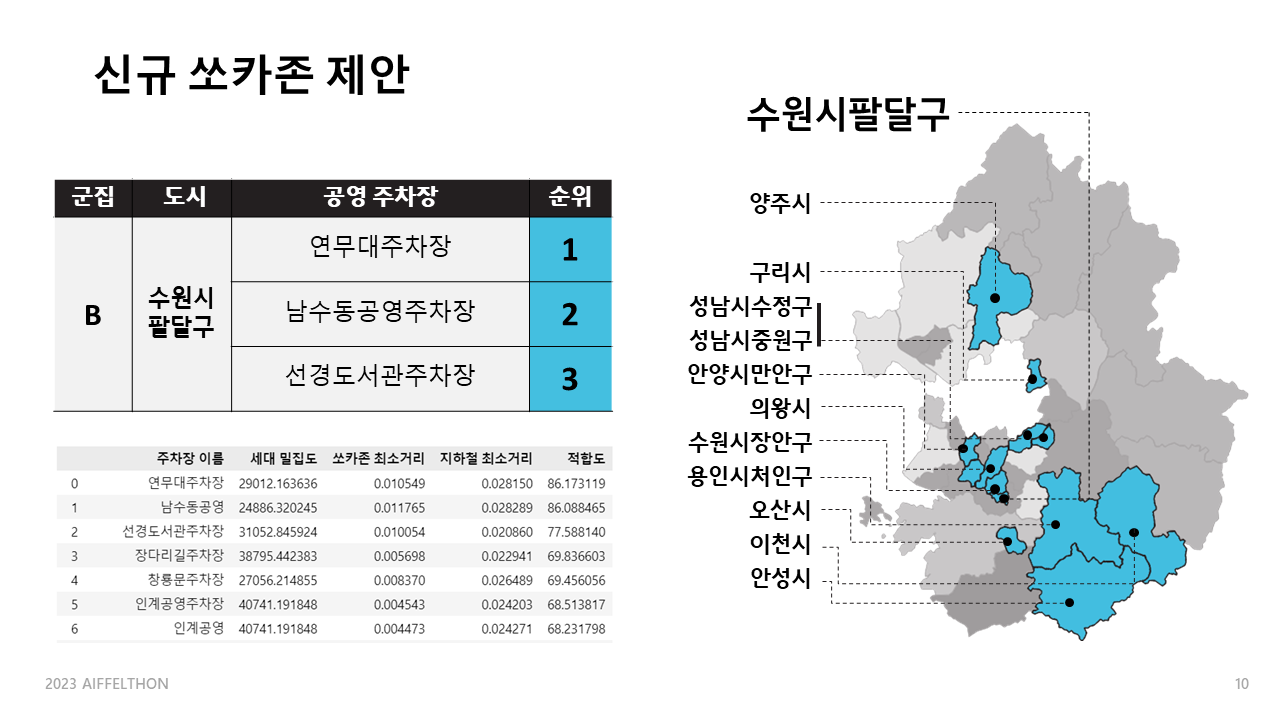 신규 쏘카존 제안
군집 도시 공영 주차장 순위
B
수원시
팔달구
연무대주차장 1
남수동공영주차장 2
선경도서관주차장 3
주차장 이름 세대 밀집도 쏘카존 최소거리 지하철 최소거리 적합도
0 연무대주차장 29012.163636 0.010549 0.028150 86.173119
1 남수동공영 24886.320245 0.011765 0.028289 86.088465
2 선경도서관주차장 31052.845924 0.010054 0.020860 77.588140
3 장다리길주차장 38795.442383 0.005698 0.022941 69.836603
4 창룡문주차장 27056.214855 0.008370 0.026489 69.456056
5 인계공영주차장 40741.191848 0.004543 0.024203 68.513817
6 인계공영 40741.191848 0.004473 0.024271 68.231798
수원시팔달구
양주시
구리시
성남시수정구
성남시중원구
안양시만안구
의왕시
수원시장안구
용인시처인구
오산시
이천시
안성시
2023 AIFFELTHON
10